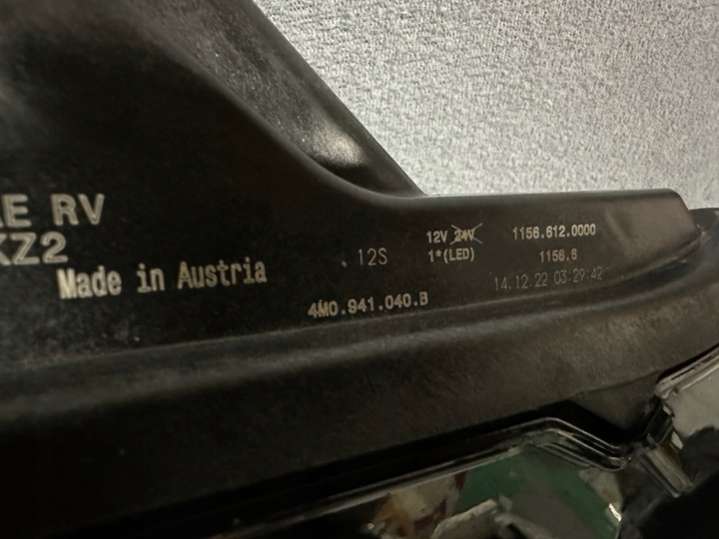 E RV
KZ2
Made in Austria
12S
12V 24V
1*(LED)
1156.612.0000
1156.6
14.12.22 03:29:42
4M0.941.040.B